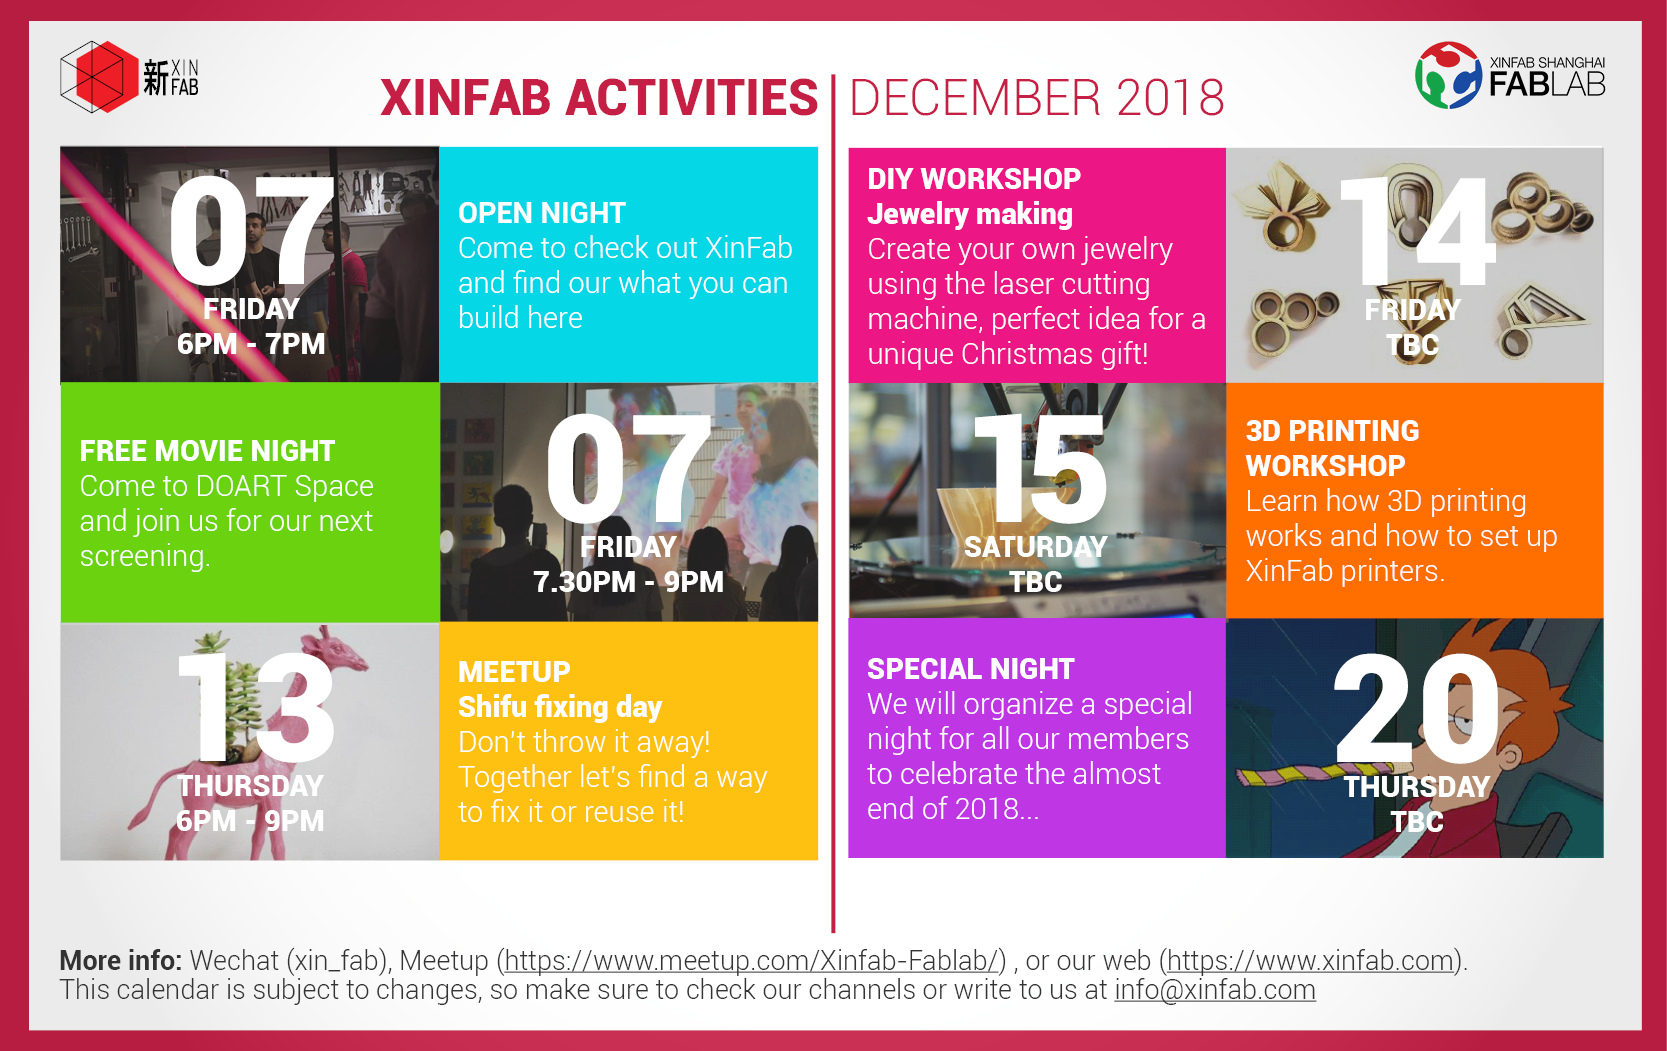 新 XIN
FAB
XINFAB ACTIVITIES
DECEMBER 2018
XINFAB SHANGHAI
FABLAB
07
FRIDAY
6PM - 7PM
OPEN NIGHT
Come to check out XinFab
and find our what you can
build here
FREE MOVIE NIGHT
Come to DOART Space
and join us for our next
screening.
07
FRIDAY
7.30PM - 9PM
13
THURSDAY
6PM - 9PM
MEETUP
Shifu fixing day
Don't throw it away!
Together let's find a way
to fix it or reuse it!
DIY WORKSHOP
Jewelry making
Create your own jewelry
using the laser cutting
machine, perfect idea for a
unique Christmas gift!
14
FRIDAY
TBC
15
SATURDAY
TBC
3D PRINTING
WORKSHOP
Learn how 3D printing
works and how to set up
XinFab printers.
SPECIAL NIGHT
We will organize a special
night for all our members
to celebrate the almost
end of 2018...
20
THURSDAY
TBC
More info: Wechat (xin_fab), Meetup (https://www.meetup.com/Xinfab-Fablab/) , or our web (https://www.xinfab.com).
This calendar is subject to changes, so make sure to check our channels or write to us at info@xinfab.com